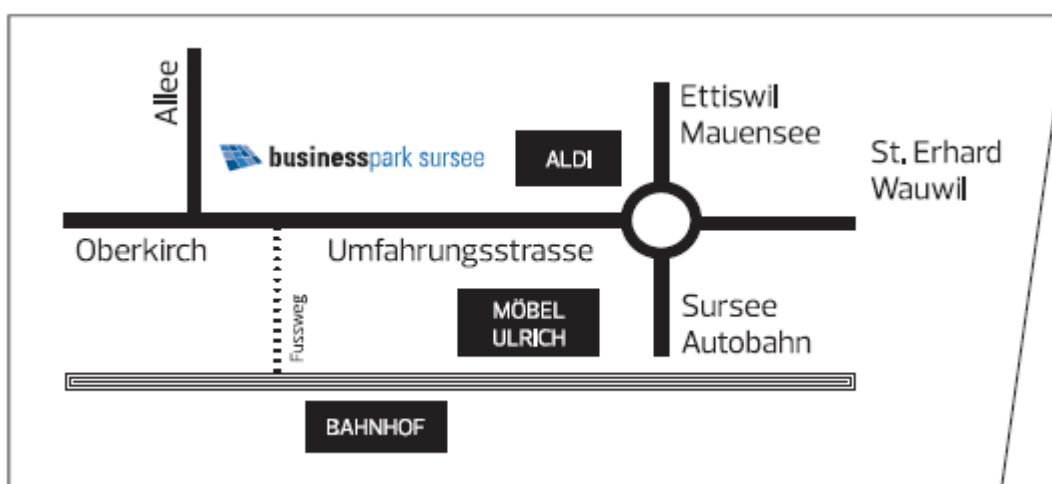 Allee
businesspark sursee
ALDI
Ettiswil
Mauensee
St. Erhard
Wauwil
Oberkirch
Umfahrungsstrasse
Fussweg
MÖBEL
ULRICH
Sursee
Autobahn
BAHNHOF